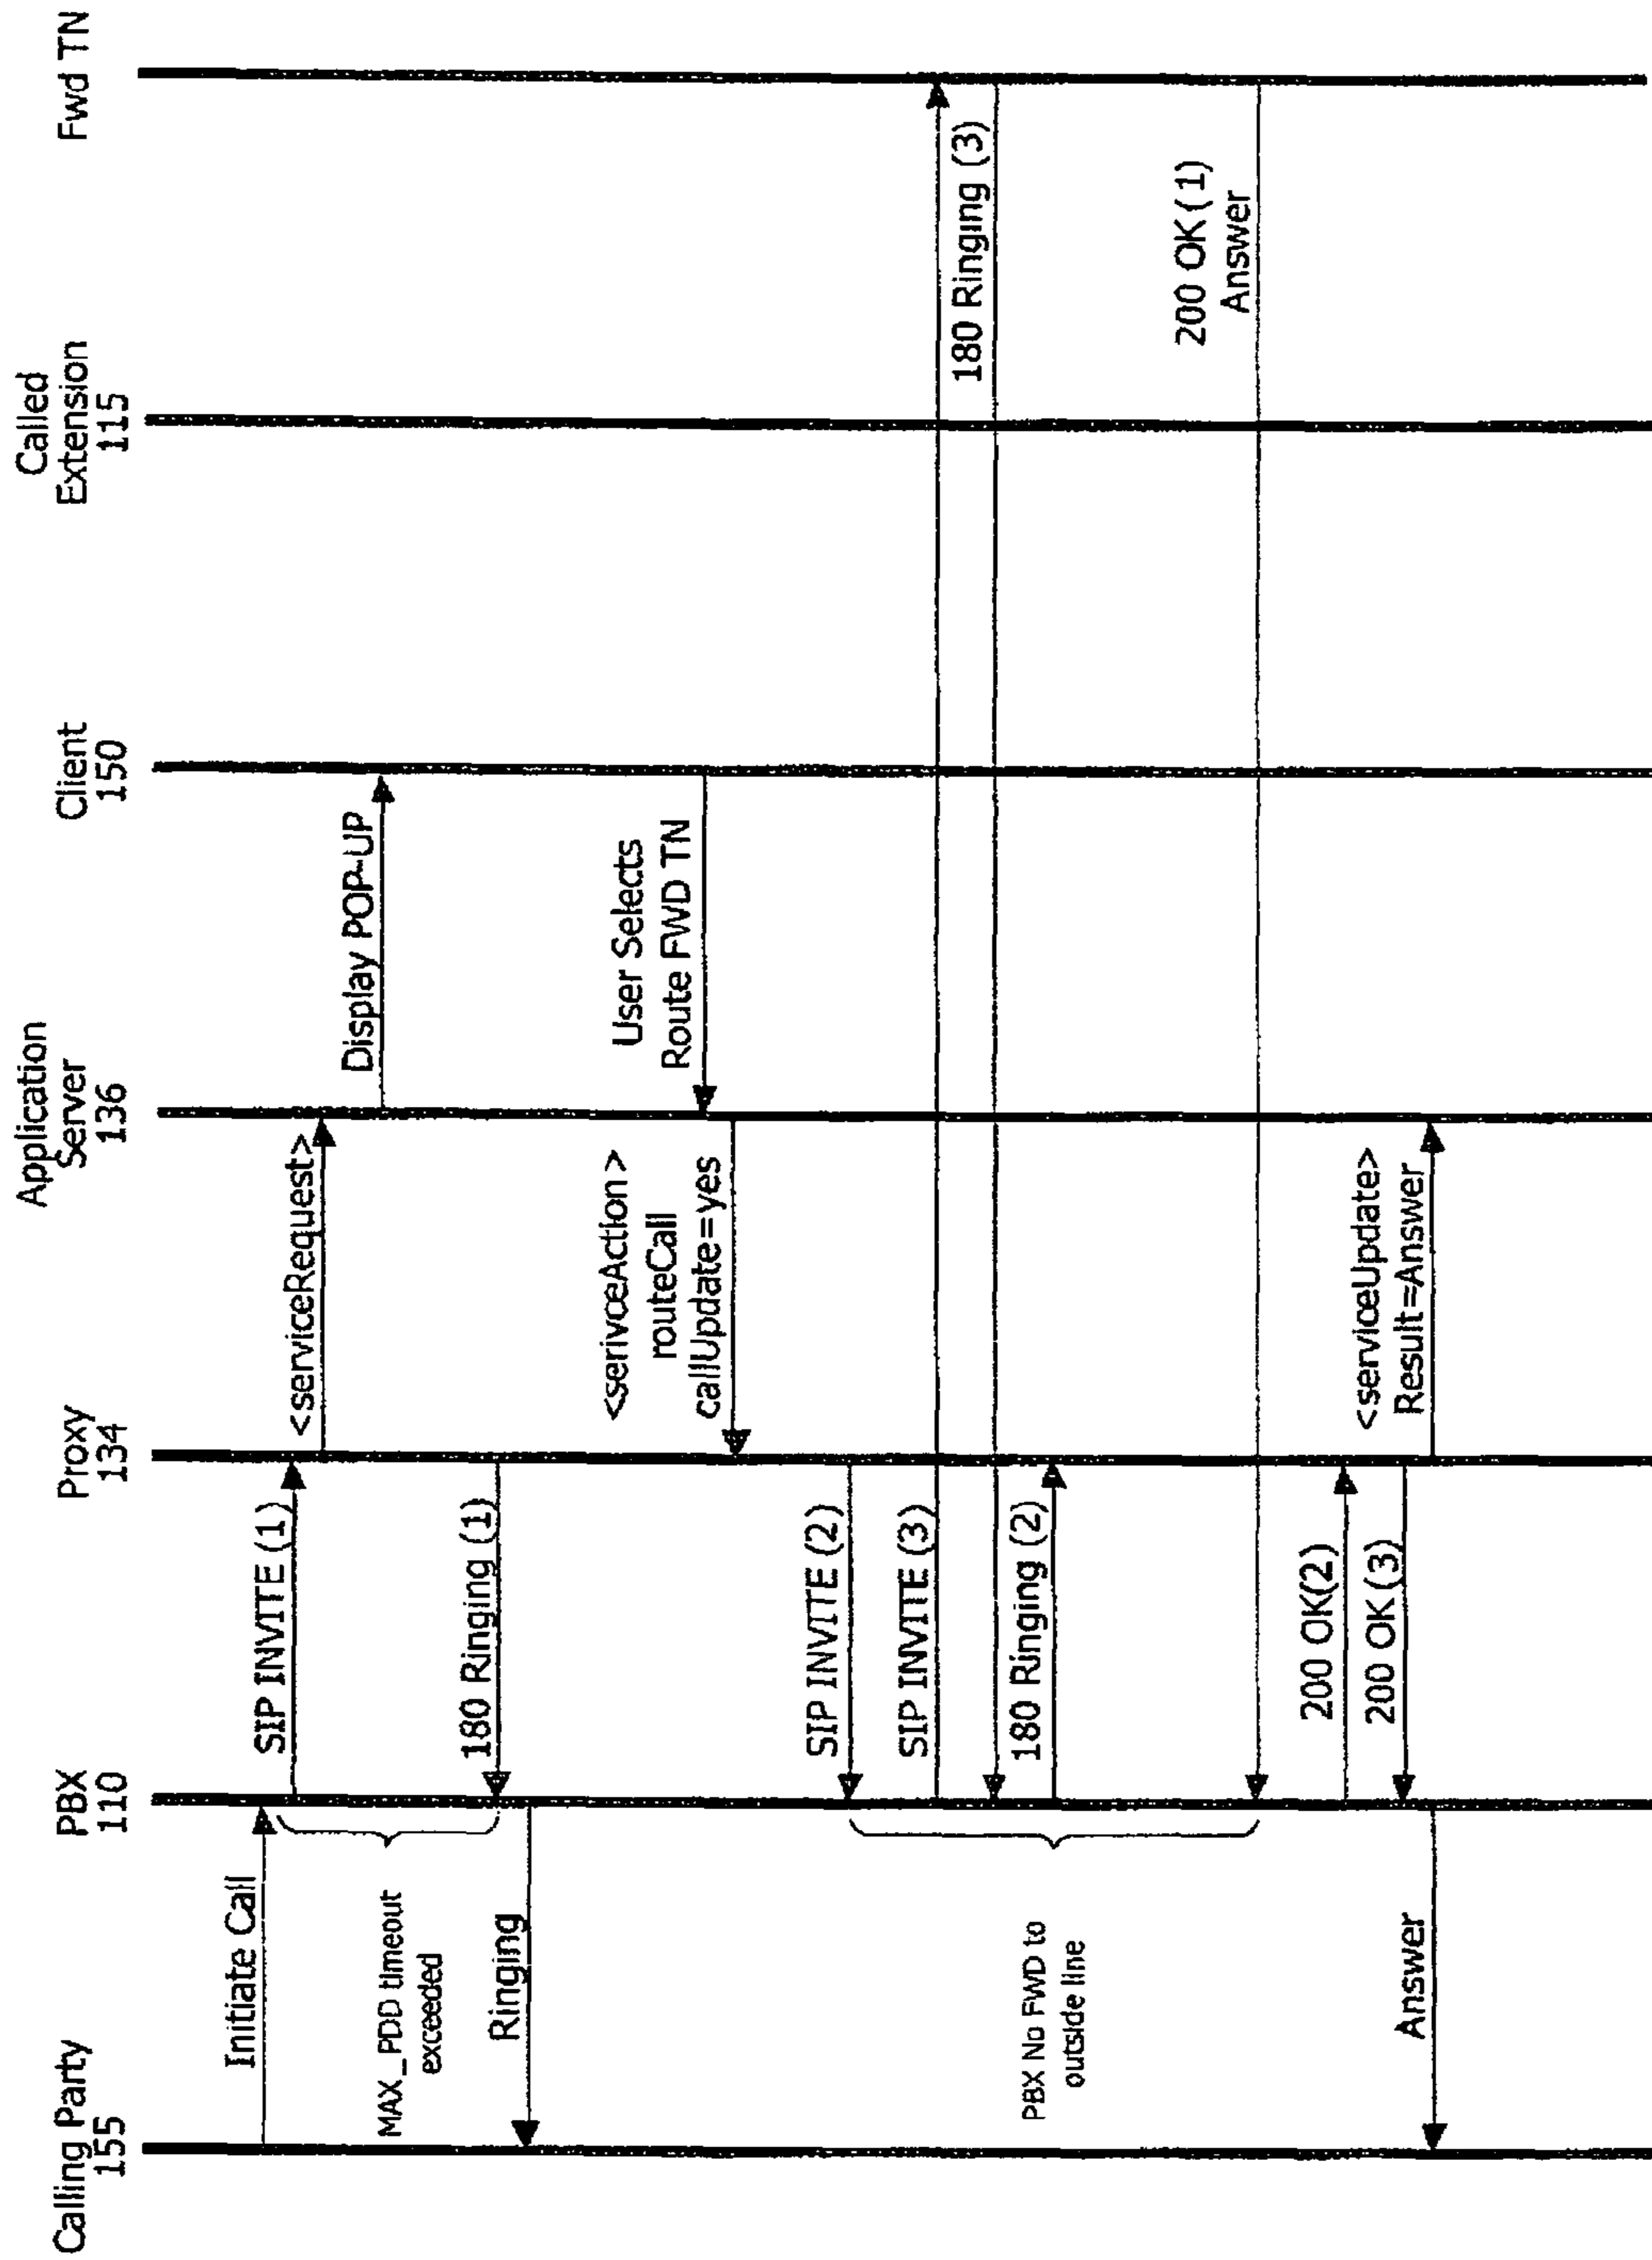 Calling Party
155
PBX
110
Proxy
134
Application
Server
136
Client
150
Called
Extension
115
Fwd TN
Initiate Call
SIP INVITE (1)
<serviceRequest>
Display POP-UP
MAX_PDD timeout
exceeded
180 Ringing (1)
Ringing
User Selects
Route FWD TN
<serivceAction>
routeCall
callUpdate=yes
SIP INVITE (2)
SIP INVITE (3)
180 Ringing (3)
180 Ringing (2)
PBX No FWD to
outside line
200 OK(1)
Answer
200 OK(2)
200 OK(3)
<serviceUpdate>
Result=Answer
Answer